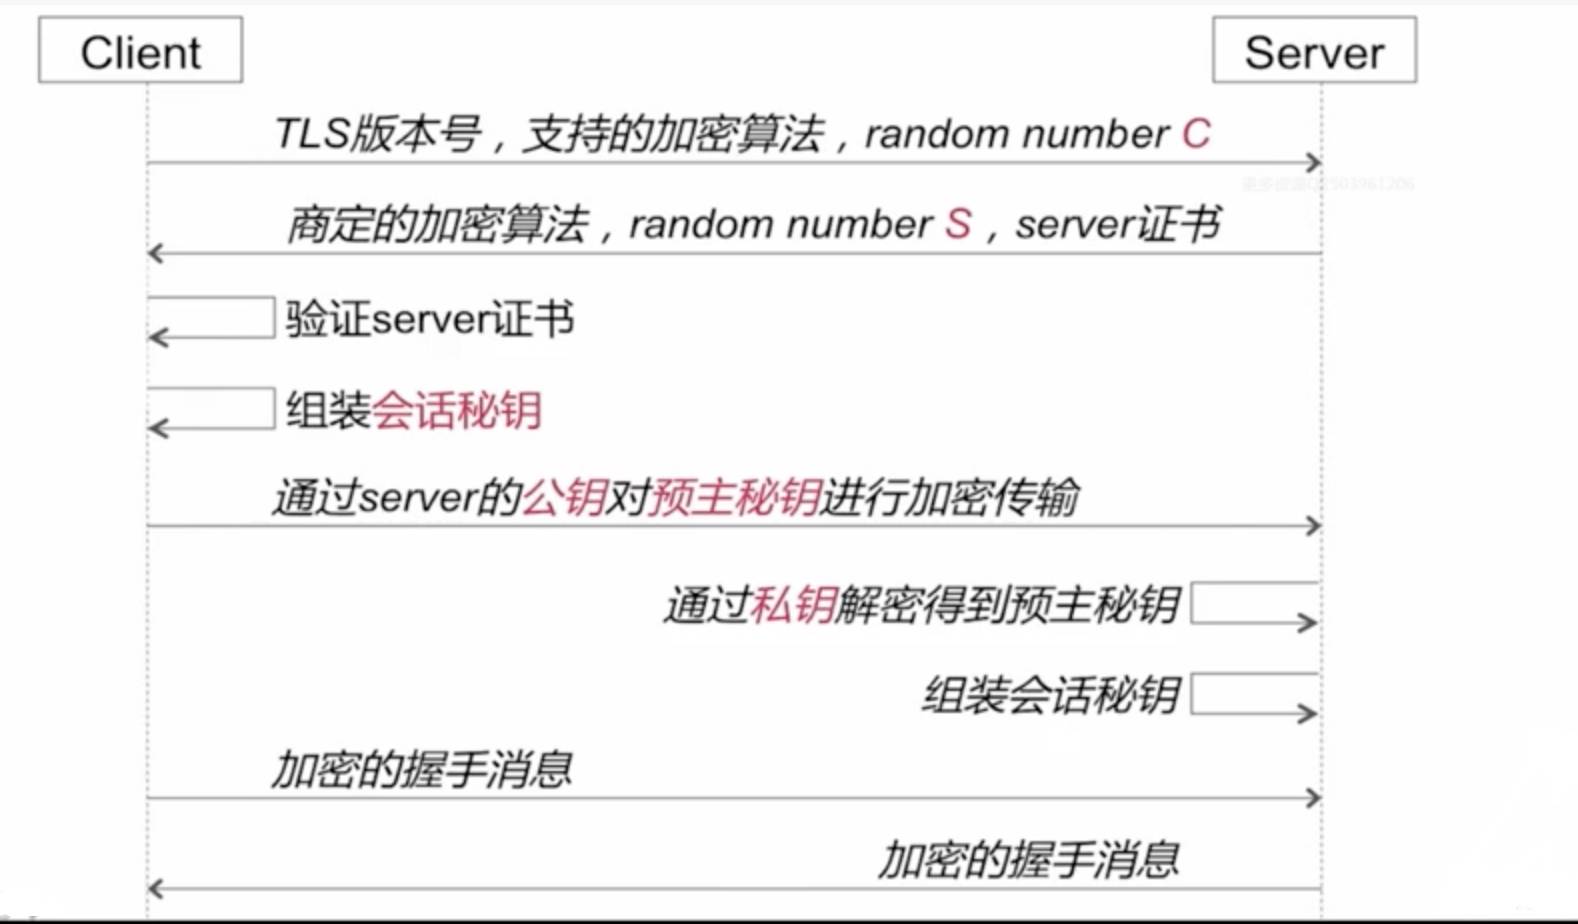 Client
Server
TLS版本号，支持的加密算法，random number C
商定的加密算法，random number S，server证书
验证server证书
组装会话秘钥
通过server的公钥对预主秘钥进行加密传输
通过私钥解密得到预主秘钥
组装会话秘钥
加密的握手消息
加密的握手消息